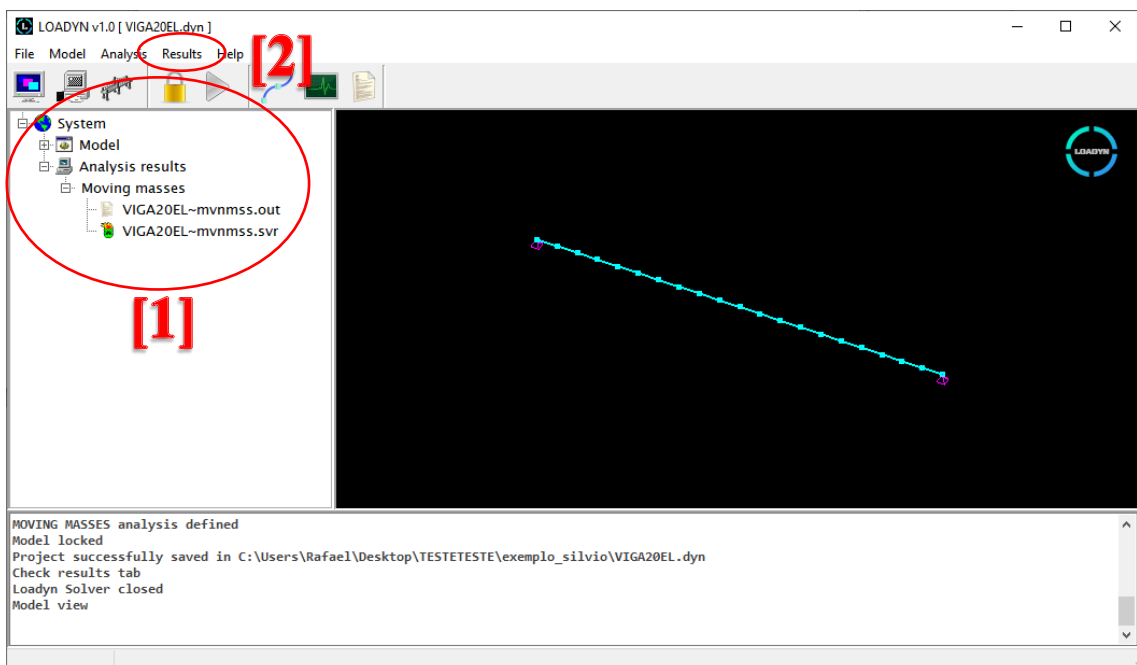 LOADYN v1.0 [ VIGA20EL.dyn ]
File Model Analysis Results Help
[2]
System
Model
Analysis results
Moving masses
VIGA20EL~mvnmss.out
VIGA20EL~mvnmss.svr
[1]
LOADYN
MOVING MASSES analysis defined
Model locked
Project successfully saved in C:\Users\Rafael\Desktop\TESTETESTE\exemplo_silvio\VIGA20EL.dyn
Check results tab
Loadyn Solver closed
Model view